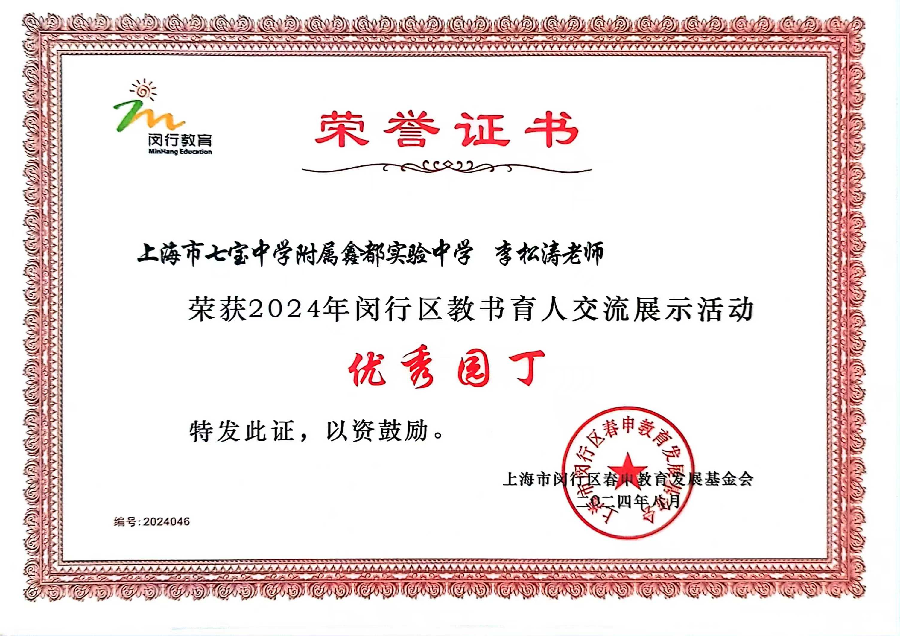 闵行教育
MinHang Education
荣誉证书
上海市七宝中学附属鑫都实验中学 李松涛老师
荣获2024年闵行区教书育人交流展示活动
优秀园丁
特发此证，以资鼓励。
上海市闵行区春申教育发展基金会
二〇二四年八月
上海市闵行区春申教育发展基金会
编号:2024046